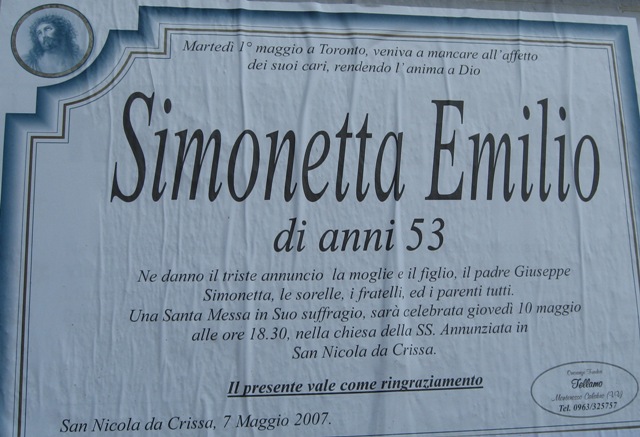 Martedì 1° maggio a Toronto, veniva a mancare all'affetto
dei suoi cari, rendendo l'anima a Dio
Simonetta Emilio
di anni 53
Ne danno il triste annuncio la moglie e il figlio, il padre Giuseppe
Simonetta, le sorelle, i fratelli, ed i parenti tutti.
Una Santa Messa in Suo suffragio, sarà celebrata giovedì 10 maggio
alle ore 18.30, nella chiesa della SS. Annunziata in
San Nicola da Crissa.
Il presente vale come ringraziamento
San Nicola da Crissa, 7 Maggio 2007.
Tellamo
Calabro (VV)
Tel. 0963/325757